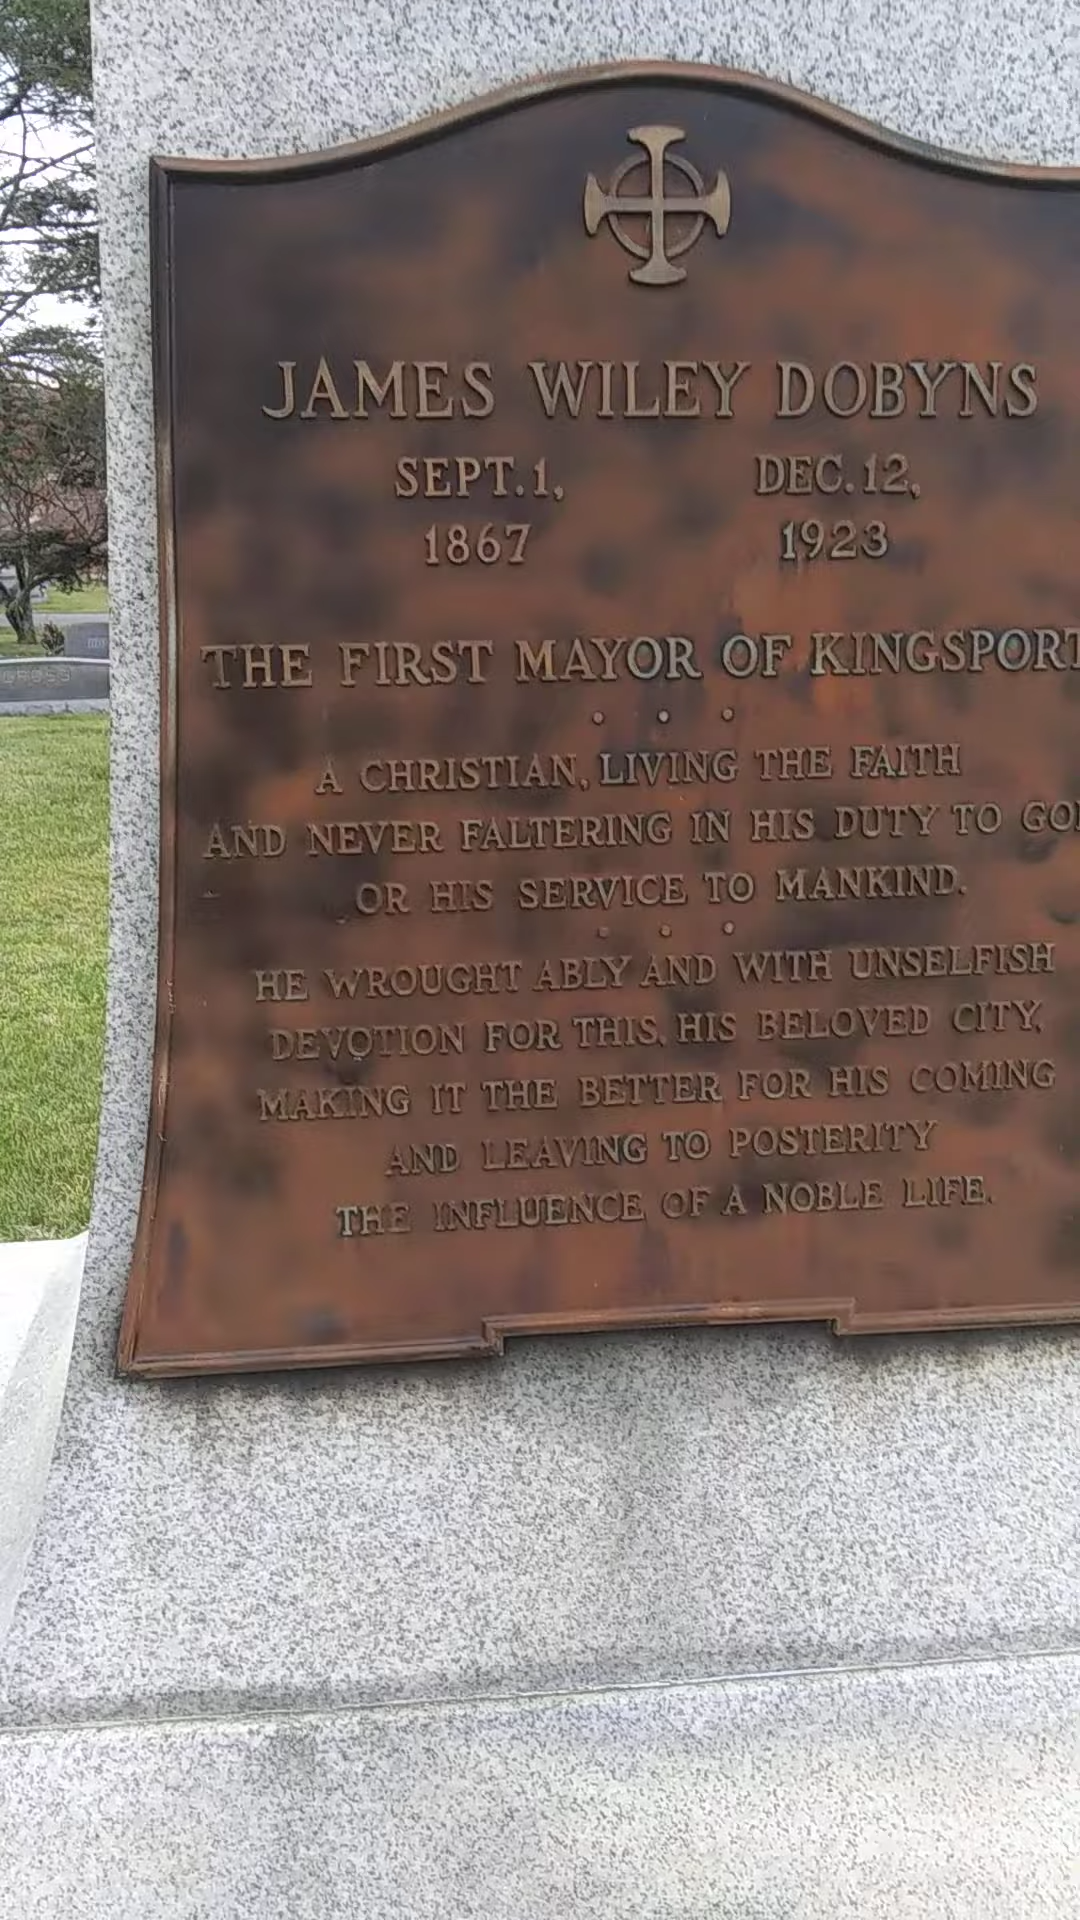 JAMES WILEY DOBYNS
SEPT. 1, DEC. 12,
1867 1923
THE FIRST MAYOR OF KINGSPORT
• • •
A CHRISTIAN, LIVING THE FAITH
AND NEVER FALTERING IN HIS DUTY TO GOD
OR HIS SERVICE TO MANKIND.
• • •
HE WROUGHT ABLY AND WITH UNSELFISH
DEVOTION FOR THIS, HIS BELOVED CITY,
MAKING IT THE BETTER FOR HIS COMING
AND LEAVING TO POSTERITY
THE INFLUENCE OF A NOBLE LIFE.
GROSS